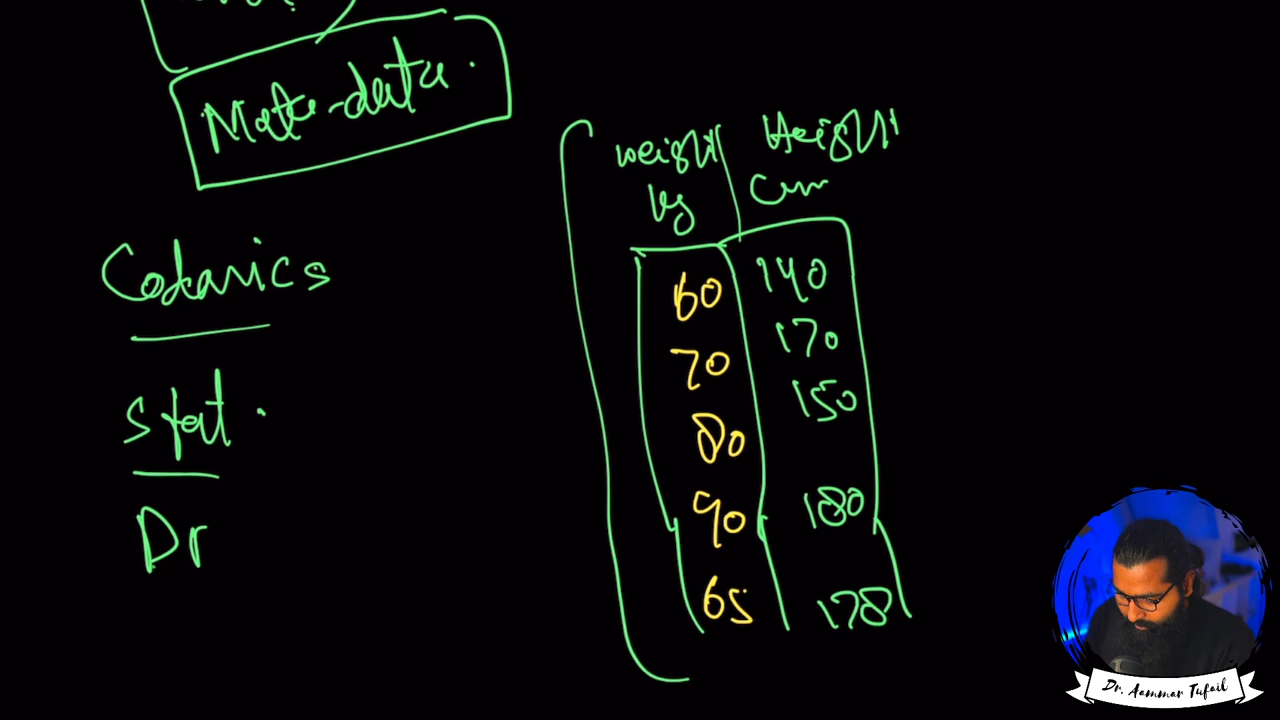 Meta-data.
Codanics
Stat.
Dr
weight Height
kg Cm
60 140
70 170
80 150
90 180
65 178
Dr. Aammar Tufail